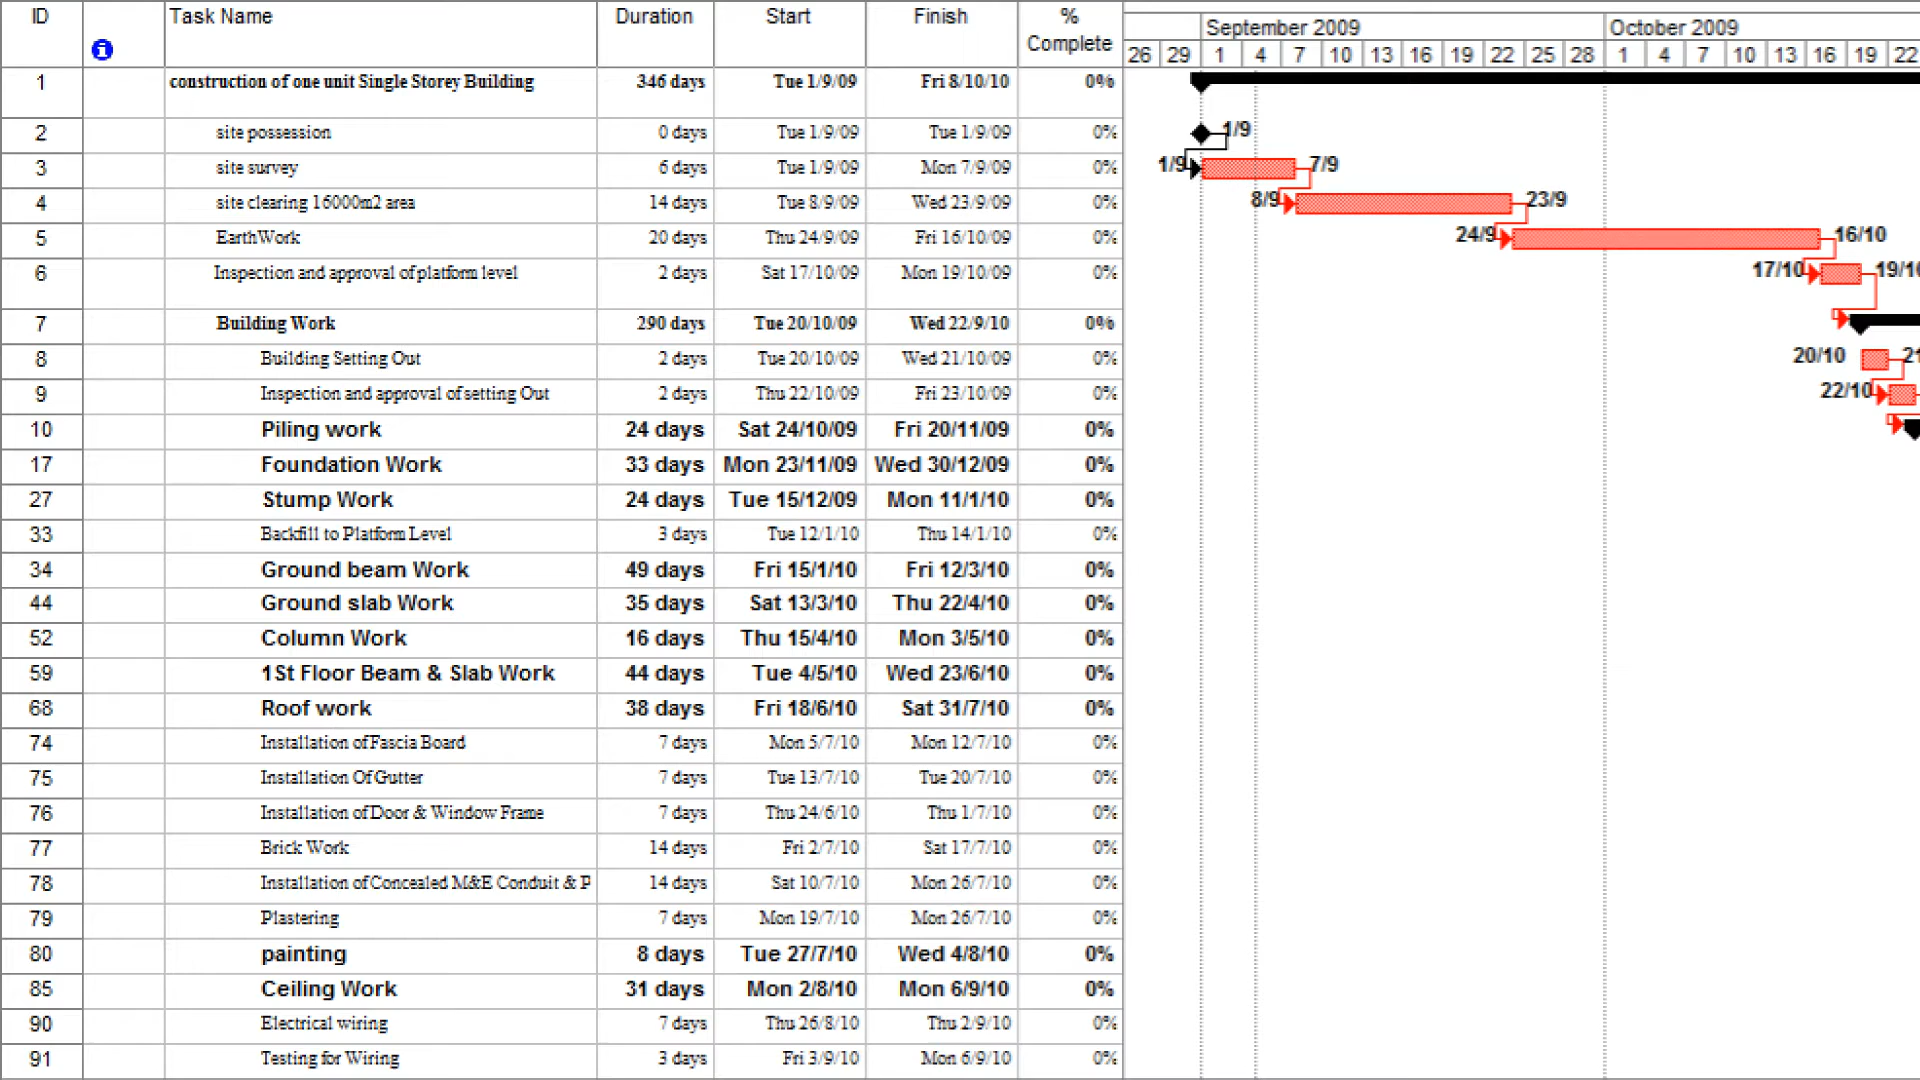 ID Task Name Duration Start Finish % Complete
September 2009 October 2009
26 29 1 4 7 10 13 16 19 22 25 28 1 4 7 10 13 16 19 22
1 construction of one unit Single Storey Building 346 days Tue 1/9/09 Fri 8/10/10 0%
2 site possession 0 days Tue 1/9/09 Tue 1/9/09 0% 1/9
3 site survey 6 days Tue 1/9/09 Mon 7/9/09 0% 1/9 7/9
4 site clearing 16000m2 area 14 days Tue 8/9/09 Wed 23/9/09 0% 8/9 23/9
5 EarthWork 20 days Thu 24/9/09 Fri 16/10/09 0% 24/9 16/10
6 Inspection and approval of platform level 2 days Sat 17/10/09 Mon 19/10/09 0% 17/10 19/10
7 Building Work 290 days Tue 20/10/09 Wed 22/9/10 0%
8 Building Setting Out 2 days Tue 20/10/09 Wed 21/10/09 0% 20/10 21
9 Inspection and approval of setting Out 2 days Thu 22/10/09 Fri 23/10/09 0% 22/10
10 Piling work 24 days Sat 24/10/09 Fri 20/11/09 0%
17 Foundation Work 33 days Mon 23/11/09 Wed 30/12/09 0%
27 Stump Work 24 days Tue 15/12/09 Mon 11/1/10 0%
33 Backfill to Platform Level 3 days Tue 12/1/10 Thu 14/1/10 0%
34 Ground beam Work 49 days Fri 15/1/10 Fri 12/3/10 0%
44 Ground slab Work 35 days Sat 13/3/10 Thu 22/4/10 0%
52 Column Work 16 days Thu 15/4/10 Mon 3/5/10 0%
59 1St Floor Beam & Slab Work 44 days Tue 4/5/10 Wed 23/6/10 0%
68 Roof work 38 days Fri 18/6/10 Sat 31/7/10 0%
74 Installation of Fascia Board 7 days Mon 5/7/10 Mon 12/7/10 0%
75 Installation Of Gutter 7 days Tue 13/7/10 Tue 20/7/10 0%
76 Installation of Door & Window Frame 7 days Thu 24/6/10 Thu 1/7/10 0%
77 Brick Work 14 days Fri 2/7/10 Sat 17/7/10 0%
78 Installation of Concealed M&E Conduit & P 14 days Sat 10/7/10 Mon 26/7/10 0%
79 Plastering 7 days Mon 19/7/10 Mon 26/7/10 0%
80 painting 8 days Tue 27/7/10 Wed 4/8/10 0%
85 Ceiling Work 31 days Mon 2/8/10 Mon 6/9/10 0%
90 Electrical wiring 7 days Thu 26/8/10 Thu 2/9/10 0%
91 Testing for Wiring 3 days Fri 3/9/10 Mon 6/9/10 0%